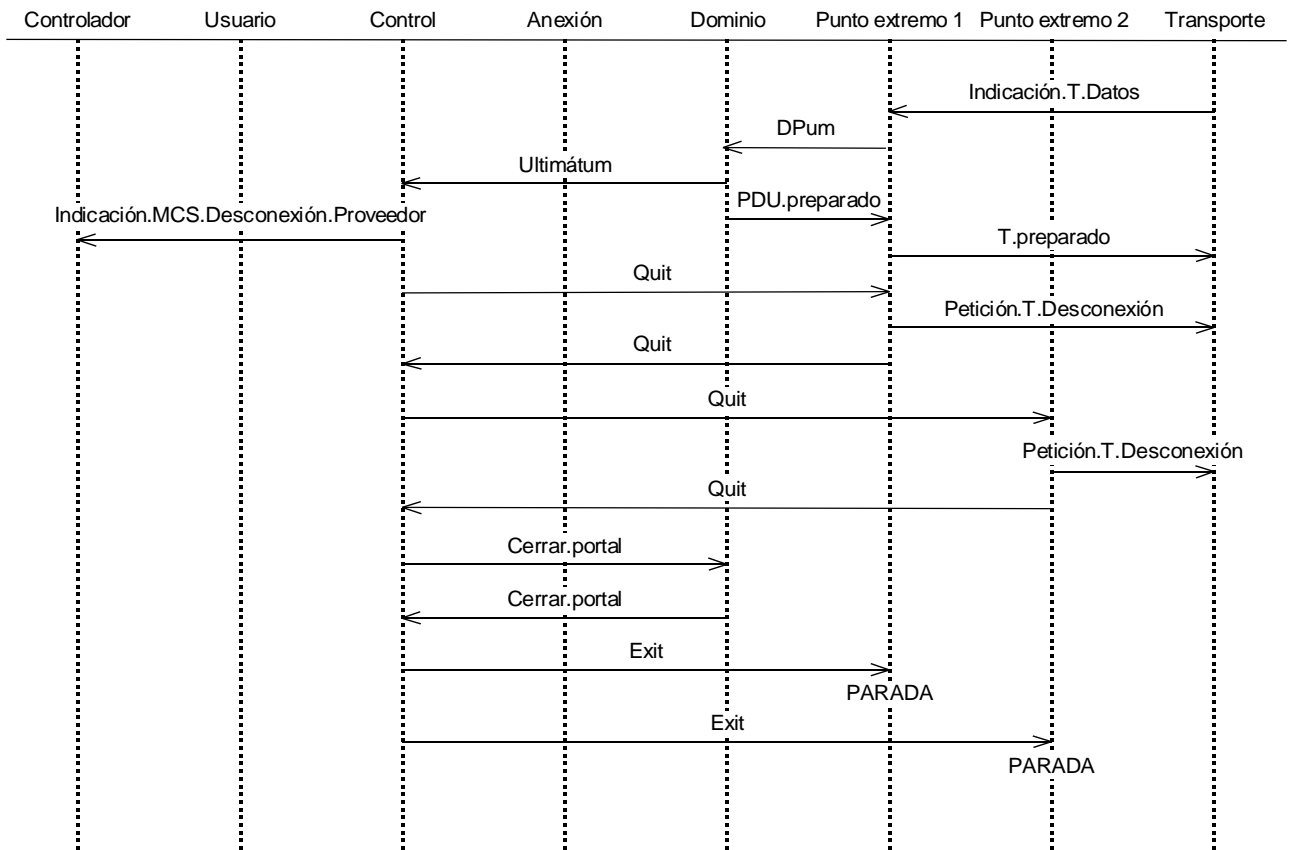 Controlador Usuario Control Anexión Dominio Punto extremo 1 Punto extremo 2 Transporte
Indicación.T.Datos
DPum
Ultimátum
PDU.preparado
Indicación.MCS.Desconexión.Proveedor
T.preparado
Quit
Petición.T.Desconexión
Quit
Quit
Petición.T.Desconexión
Quit
Cerrar.portal
Cerrar.portal
Exit
PARADA
Exit
PARADA